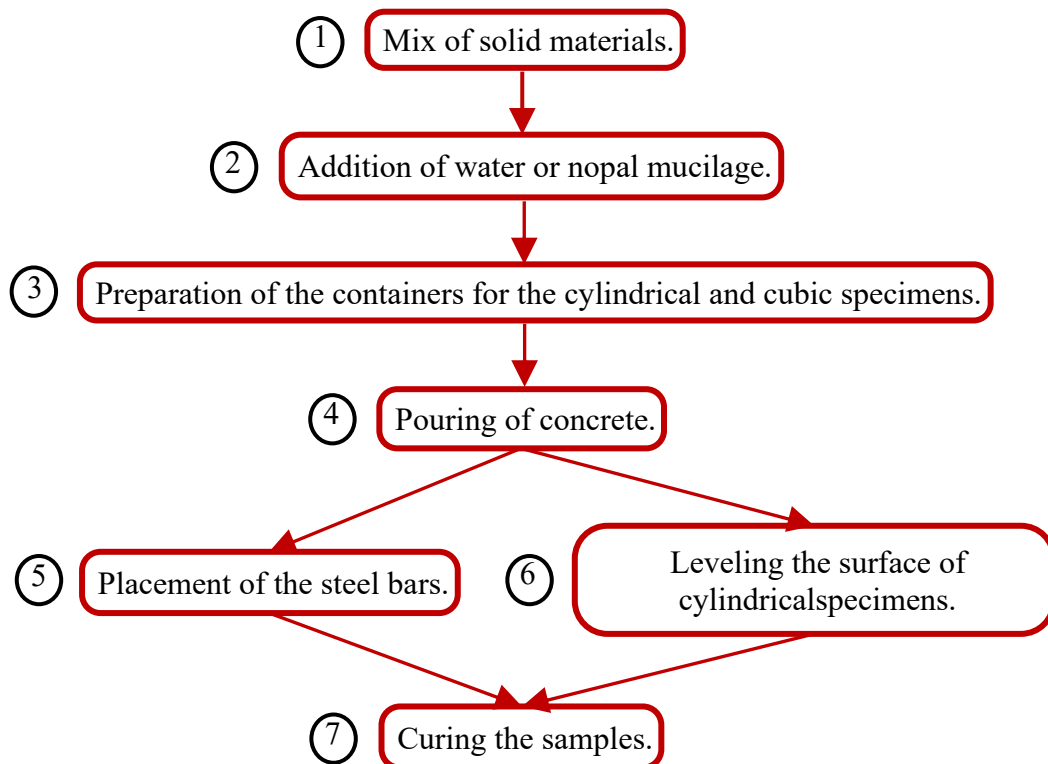 1 Mix of solid materials.
2 Addition of water or nopal mucilage.
3 Preparation of the containers for the cylindrical and cubic specimens.
4 Pouring of concrete.
5 Placement of the steel bars.
6 Leveling the surface of
cylindricalspecimens.
7 Curing the samples.